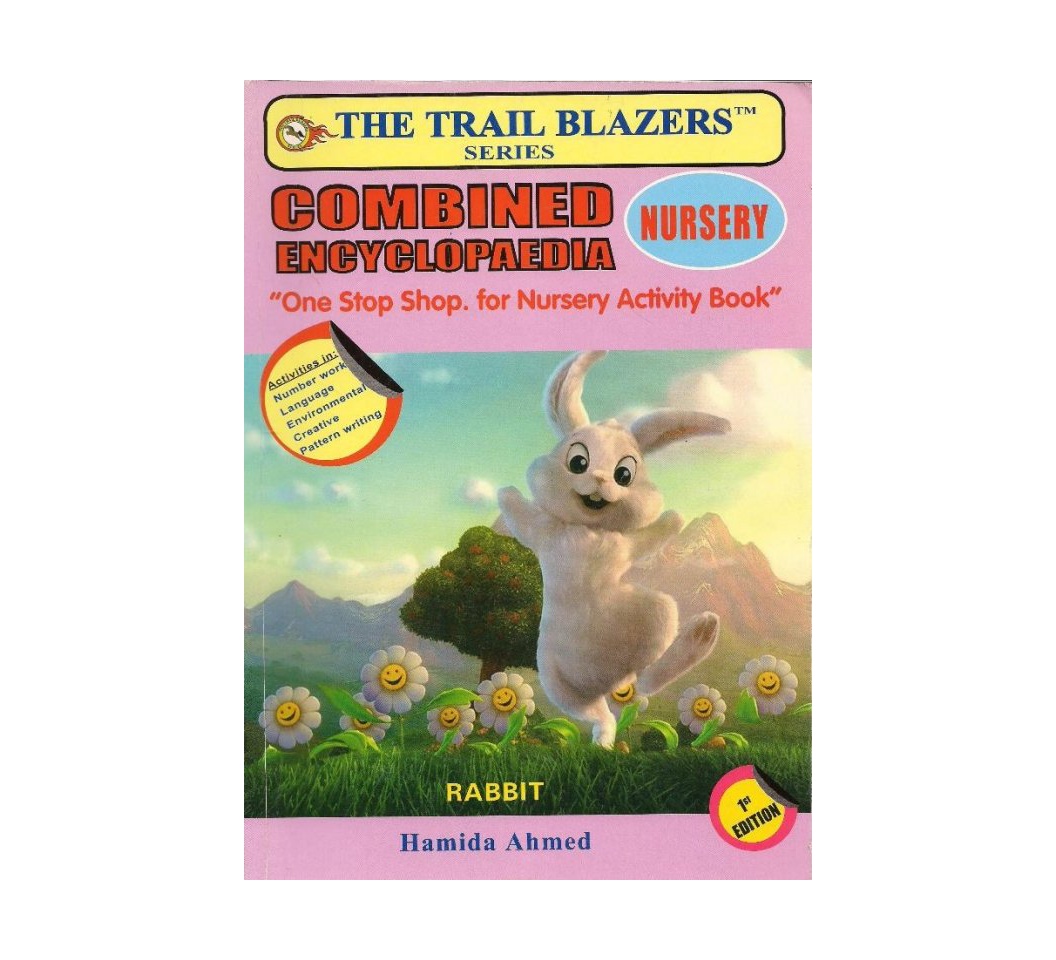 THE TRAIL BLAZERS™
SERIES
COMBINED
ENCYCLOPAEDIA
NURSERY
"One Stop Shop. for Nursery Activity Book"
Activities in:
Number work
Language
Environmental
Creative
Pattern writing
RABBIT
1st
EDITION
Hamida Ahmed